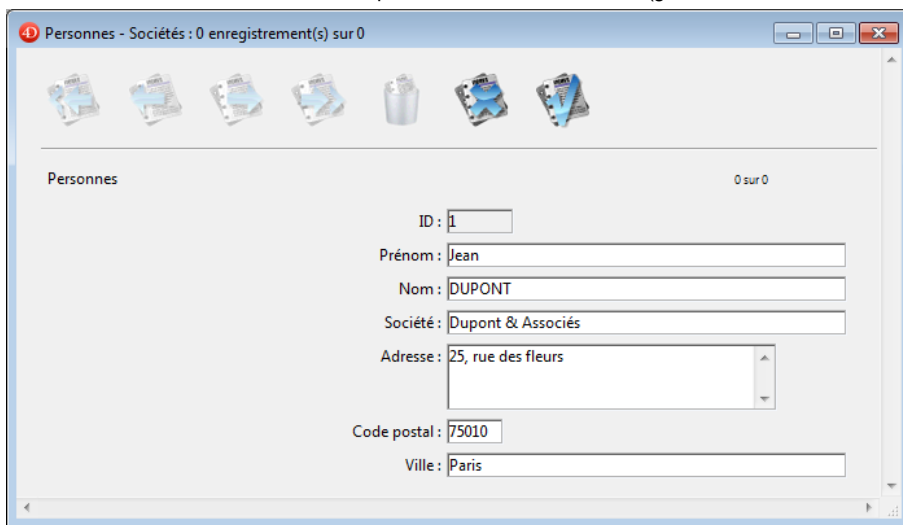 Personnes - Sociétés : 0 enregistrement(s) sur 0
Personnes
0 sur 0
ID : 1
Prénom : Jean
Nom : DUPONT
Société : Dupont & Associés
Adresse : 25, rue des fleurs
Code postal : 75010
Ville : Paris